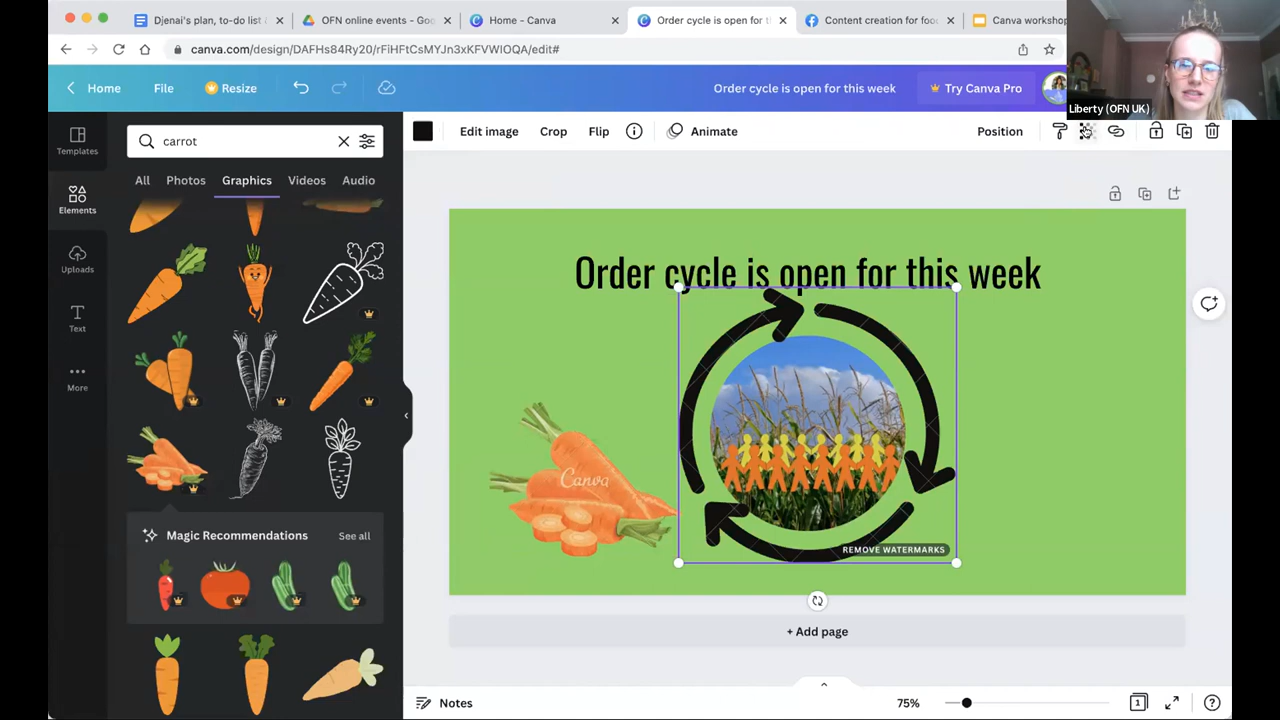 Djenai's plan, to-do list &
OFN online events - Goo
Home - Canva
Order cycle is open for th
Content creation for food
Canva worksho
canva.com/design/DAFHs84Ry20/rFiHFtCsMYJn3xKFVWIOQA/edit#
Liberty (OFN UK)
Home
File
Resize
Order cycle is open for this week
Try Canva Pro
carrot
Edit image
Crop
Flip
Animate
Position
All
Photos
Graphics
Videos
Audio
Templates
Elements
Uploads
Text
More
Order cycle is open for this week
Canva
REMOVE WATERMARKS
Magic Recommendations
See all
+ Add page
Notes
75%
1